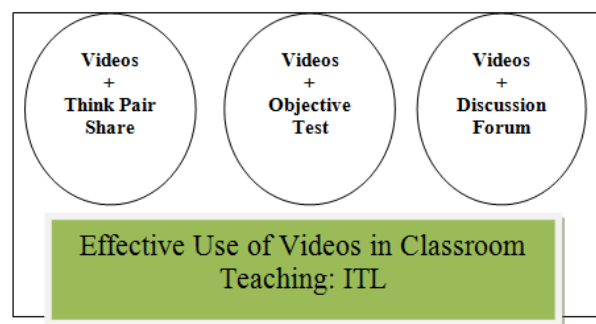 Videos
+
Think Pair
Share
Videos
+
Objective
Test
Videos
+
Discussion
Forum
Effective Use of Videos in Classroom
Teaching: ITL